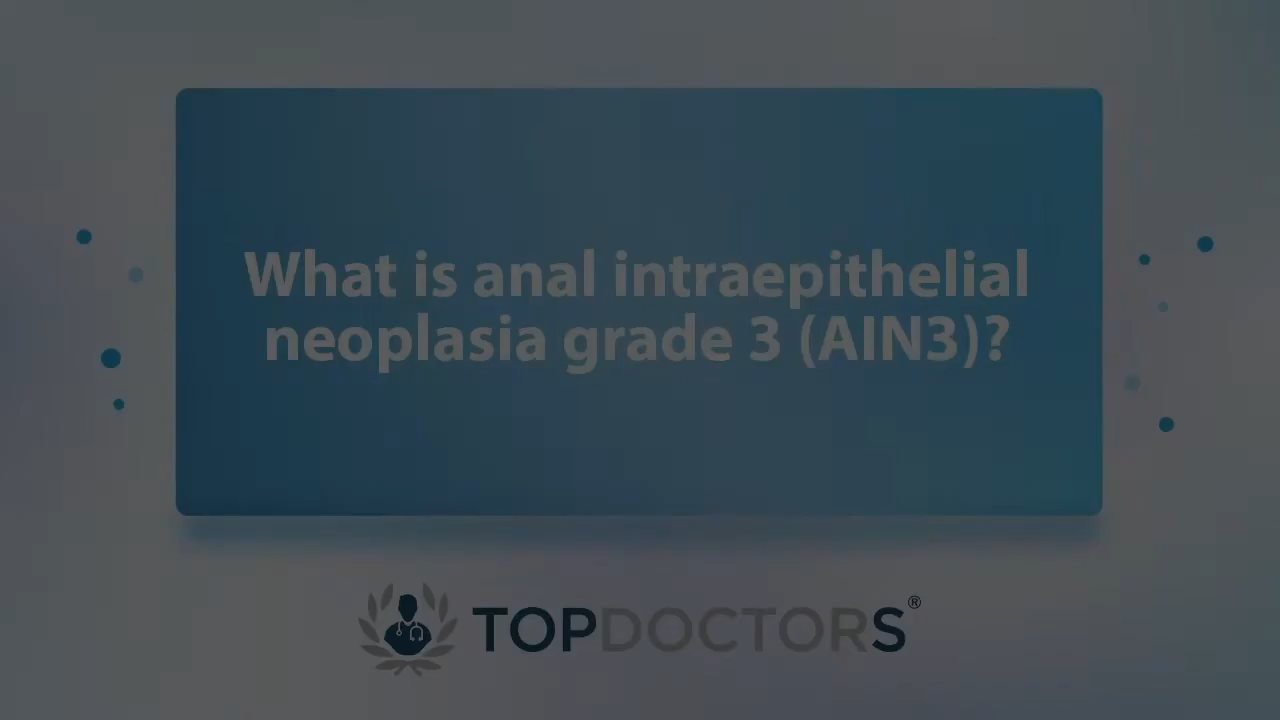 What is anal intraepithelial
neoplasia grade 3 (AIN3)?
TOPDOCTORS®